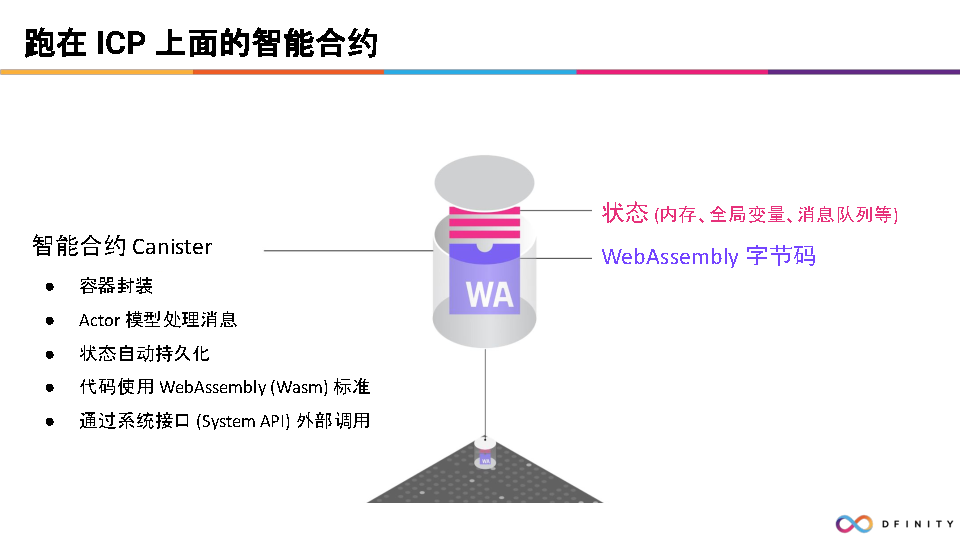 跑在 ICP 上面的智能合约
智能合约 Canister
● 容器封装
● Actor 模型处理消息
● 状态自动持久化
● 代码使用 WebAssembly (Wasm) 标准
● 通过系统接口 (System API) 外部调用
状态 (内存、全局变量、消息队列等)
WebAssembly 字节码
WA
WA
DFINITY